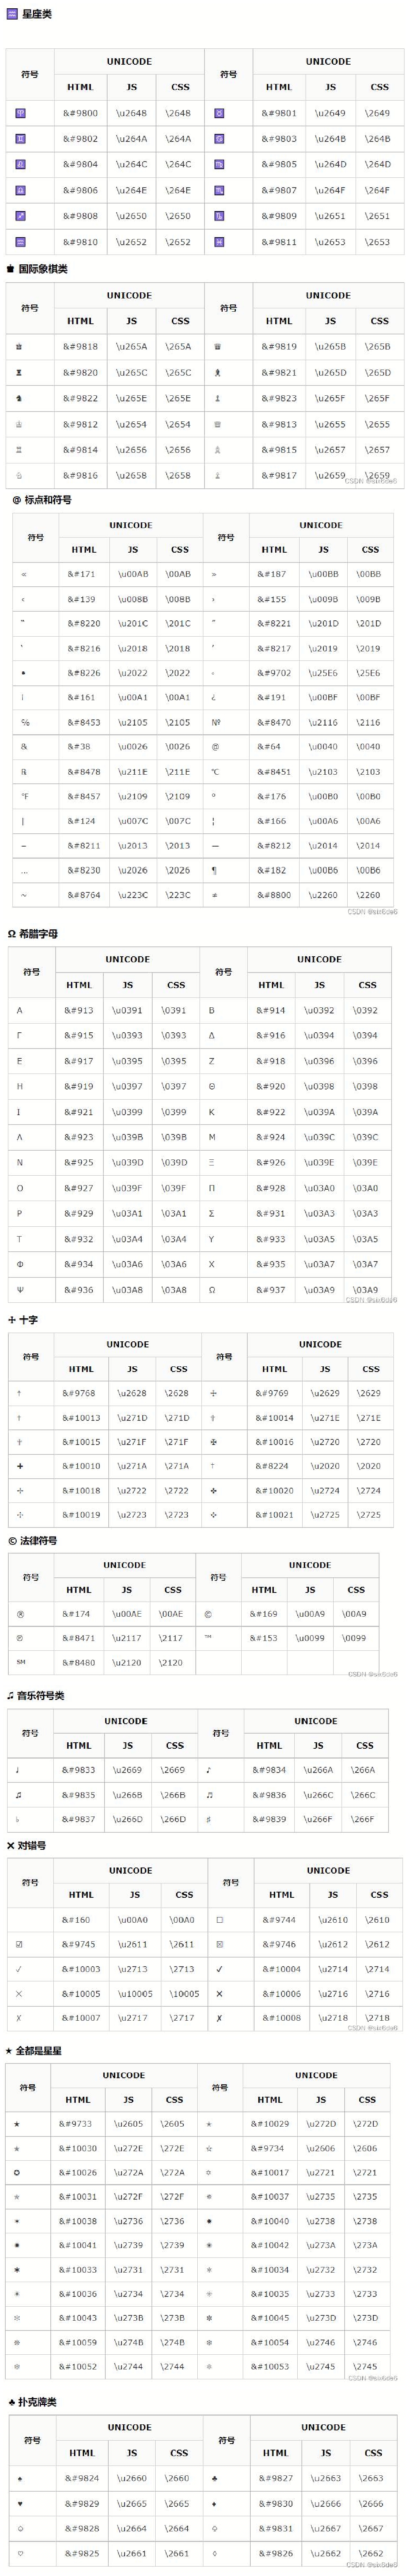 ♒ 星座类
符号 UNICODE 符号 UNICODE
HTML JS CSS HTML JS CSS
♈ &#9800 \u2648 \2648 ♉ &#9801 \u2649 \2649
♊ &#9802 \u264A \264A ♋ &#9803 \u264B \264B
♌ &#9804 \u264C \264C ♍ &#9805 \u264D \264D
♎ &#9806 \u264E \264E ♏ &#9807 \u264F \264F
♐ &#9808 \u2650 \2650 ♑ &#9809 \u2651 \2651
♒ &#9810 \u2652 \2652 ♓ &#9811 \u2653 \2653
♚ 国际象棋类
符号 UNICODE 符号 UNICODE
HTML JS CSS HTML JS CSS
♚ &#9818 \u265A \265A ♛ &#9819 \u265B \265B
♜ &#9820 \u265C \265C ♝ &#9821 \u265D \265D
♞ &#9822 \u265E \265E ♟ &#9823 \u265F \265F
♔ &#9812 \u2654 \2654 ♕ &#9813 \u2655 \2655
♖ &#9814 \u2656 \2656 ♗ &#9815 \u2657 \2657
♘ &#9816 \u2658 \2658 ♙ &#9817 \u2659 \2659
CSDN @six6de6
@ 标点和符号
符号 UNICODE 符号 UNICODE
HTML JS CSS HTML JS CSS
« &#171 \u00AB \00AB » &#187 \u00BB \00BB
‹ &#139 \u008B \008B › &#155 \u009B \009B
“ &#8220 \u201C \201C ” &#8221 \u201D \201D
‘ &#8216 \u2018 \2018 ’ &#8217 \u2019 \2019
• &#8226 \u2022 \2022 ◦ &#9702 \u25E6 \25E6
¡ &#161 \u00A1 \00A1 ¿ &#191 \u00BF \00BF
℅ &#8453 \u2105 \2105 № &#8470 \u2116 \2116
& &#38 \u0026 \0026 @ &#64 \u0040 \0040
℞ &#8478 \u211E \211E ℃ &#8451 \u2103 \2103
℉ &#8457 \u2109 \2109 ° &#176 \u00B0 \00B0
| &#124 \u007C \007C ¦ &#166 \u00A6 \00A6
– &#8211 \u2013 \2013 — &#8212 \u2014 \2014
… &#8230 \u2026 \2026 ¶ &#182 \u00B6 \00B6
∼ &#8764 \u223C \223C ≠ &#8800 \u2260 \2260
CSDN @six6de6
Ω 希腊字母
符号 UNICODE 符号 UNICODE
HTML JS CSS HTML JS CSS
Α &#913 \u0391 \0391 Β &#914 \u0392 \0392
Γ &#915 \u0393 \0393 Δ &#916 \u0394 \0394
Ε &#917 \u0395 \0395 Ζ &#918 \u0396 \0396
Η &#919 \u0397 \0397 Θ &#920 \u0398 \0398
Ι &#921 \u0399 \0399 Κ &#922 \u039A \039A
Λ &#923 \u039B \039B Μ &#924 \u039C \039C
Ν &#925 \u039D \039D Ξ &#926 \u039E \039E
Ο &#927 \u039F \039F Π &#928 \u03A0 \03A0
Ρ &#929 \u03A1 \03A1 Σ &#931 \u03A3 \03A3
Τ &#932 \u03A4 \03A4 Υ &#933 \u03A5 \03A5
Φ &#934 \u03A6 \03A6 Χ &#935 \u03A7 \03A7
Ψ &#936 \u03A8 \03A8 Ω &#937 \u03A9 \03A9
CSDN @six6de6
✢ 十字
符号 UNICODE 符号 UNICODE
HTML JS CSS HTML JS CSS
☨ &#9768 \u2628 \2628 ☩ &#9769 \u2629 \2629
✝ &#10013 \u271D \271D ✞ &#10014 \u271E \271E
✟ &#10015 \u271F \271F ✠ &#10016 \u2720 \2720
✚ &#10010 \u271A \271A † &#8224 \u2020 \2020
✢ &#10018 \u2722 \2722 ✤ &#10020 \u2724 \2724
✣ &#10019 \u2723 \2723 ✥ &#10021 \u2725 \2725
© 法律符号
符号 UNICODE 符号 UNICODE
HTML JS CSS HTML JS CSS
® &#174 \u00AE \00AE © &#169 \u00A9 \00A9
℗ &#8471 \u2117 \2117 ™ &#153 \u0099 \0099
℠ &#8480 \u2120 \2120
CSDN @six6de6
♫ 音乐符号类
符号 UNICODE 符号 UNICODE
HTML JS CSS HTML JS CSS
♩ &#9833 \u2669 \2669 ♪ &#9834 \u266A \266A
♫ &#9835 \u266B \266B ♬ &#9836 \u266C \266C
♭ &#9837 \u266D \266D ♯ &#9839 \u266F \266F
✕ 对错号
符号 UNICODE 符号 UNICODE
HTML JS CSS HTML JS CSS
&#160 \u00A0 \00A0 ☐ &#9744 \u2610 \2610
☑ &#9745 \u2611 \2611 ☒ &#9746 \u2612 \2612
✓ &#10003 \u2713 \2713 ✔ &#10004 \u2714 \2714
✕ &#10005 \u10005 \10005 ✖ &#10006 \u2716 \2716
✗ &#10007 \u2717 \2717 ✘ &#10008 \u2718 \2718
CSDN @six6de6
★ 全都是星星
符号 UNICODE 符号 UNICODE
HTML JS CSS HTML JS CSS
★ &#9733 \u2605 \2605 ✭ &#10029 \u272D \272D
✮ &#10030 \u272E \272E ☆ &#9734 \u2606 \2606
✪ &#10026 \u272A \272A ✡ &#10017 \u2721 \2721
✯ &#10031 \u272F \272F ✵ &#10037 \u2735 \2735
✶ &#10038 \u2736 \2736 ✸ &#10040 \u2738 \2738
✹ &#10041 \u2739 \2739 ✺ &#10042 \u273A \273A
✱ &#10033 \u2731 \2731 ✲ &#10034 \u2732 \2732
✴ &#10036 \u2734 \2734 ✳ &#10035 \u2733 \2733
✻ &#10043 \u273B \273B ✽ &#10045 \u273D \273D
❋ &#10059 \u274B \274B ❆ &#10054 \u2746 \2746
❄ &#10052 \u2744 \2744 ❅ &#10053 \u2745 \2745
CSDN @six6de6
♣ 扑克牌类
符号 UNICODE 符号 UNICODE
HTML JS CSS HTML JS CSS
♠ &#9824 \u2660 \2660 ♣ &#9827 \u2663 \2663
♥ &#9829 \u2665 \2665 ♦ &#9830 \u2666 \2666
♤ &#9828 \u2664 \2664 ♧ &#9831 \u2667 \2667
♡ &#9825 \u2661 \2661 ♢ &#9826 \u2662 \2662
CSDN @six6de6